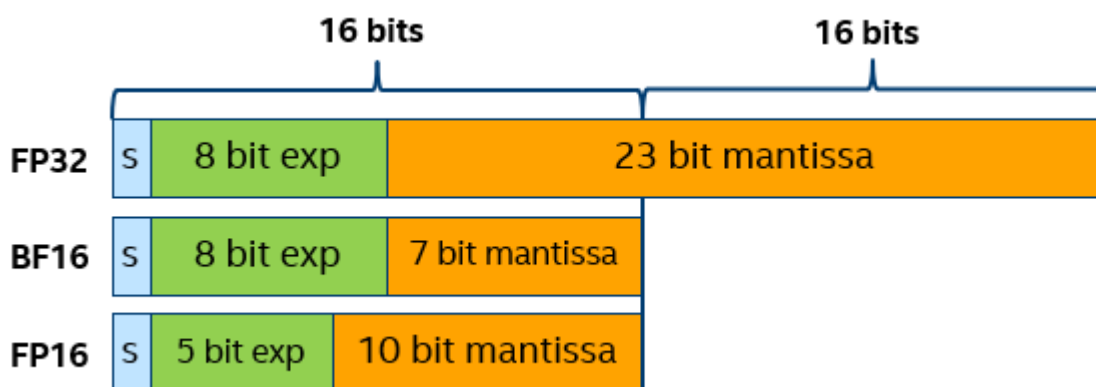 16 bits 16 bits
FP32 S 8 bit exp 23 bit mantissa
BF16 S 8 bit exp 7 bit mantissa
FP16 S 5 bit exp 10 bit mantissa